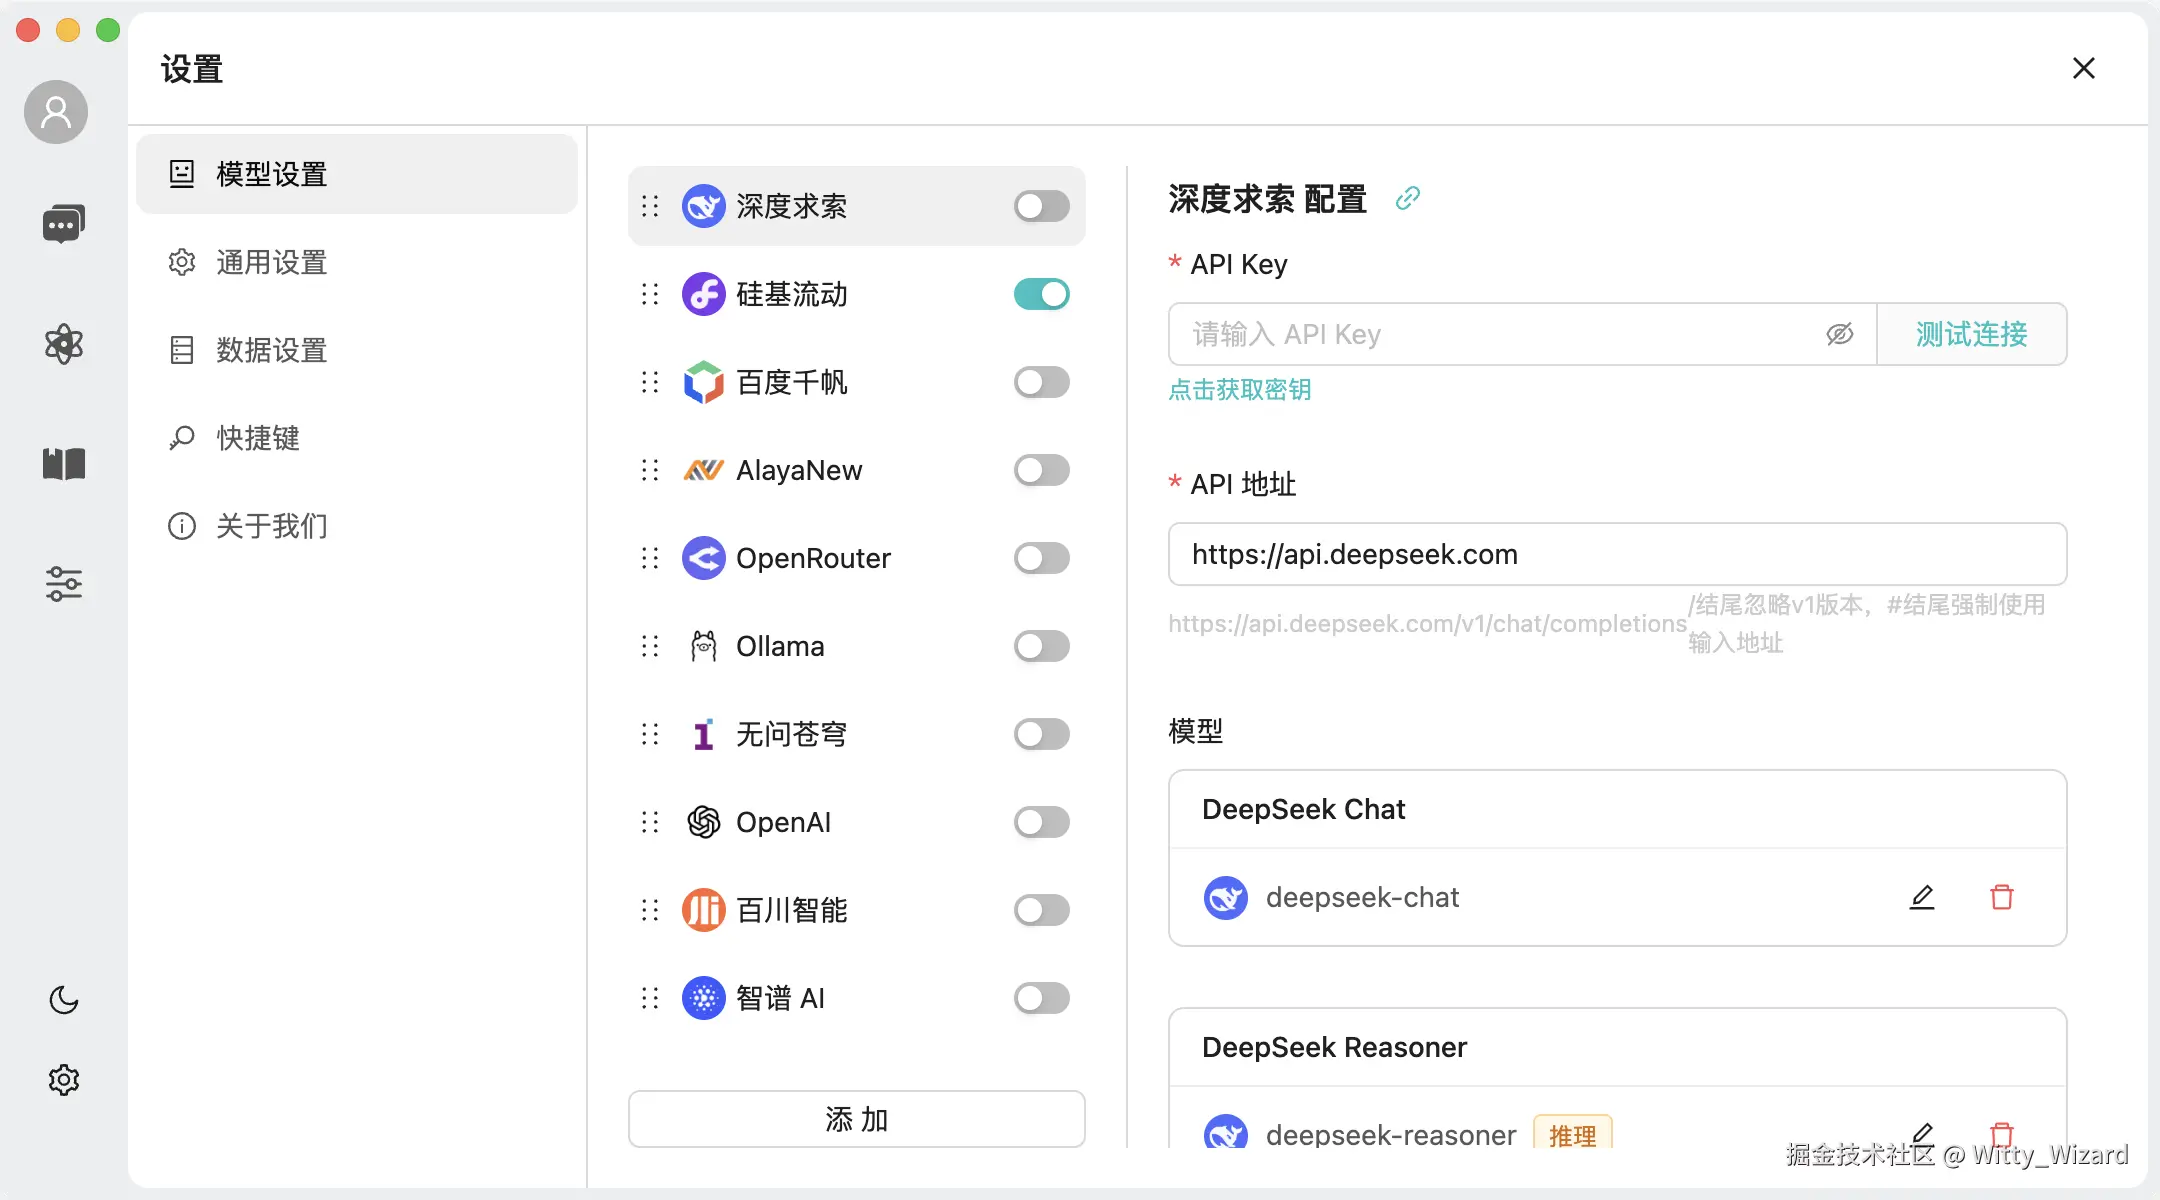 设置
模型设置
通用设置
数据设置
快捷键
关于我们
深度求索
硅基流动
百度千帆
AlayaNew
OpenRouter
Ollama
无问苍穹
OpenAI
百川智能
智谱 AI
添 加
深度求索 配置
* API Key
请输入 API Key
测试连接
点击获取密钥
* API 地址
https://api.deepseek.com
https://api.deepseek.com/v1/chat/completions
/结尾忽略v1版本，#结尾强制使用
输入地址
模型
DeepSeek Chat
deepseek-chat
DeepSeek Reasoner
deepseek-reasoner 推理
掘金技术社区 @ Witty_Wizard